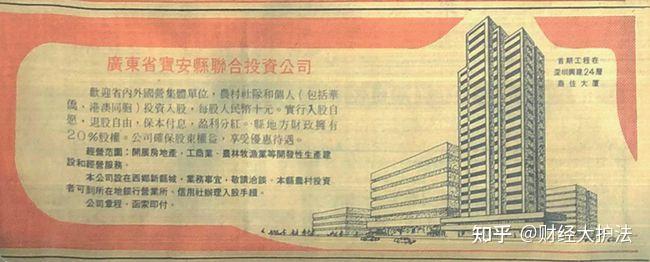 廣東省寶安縣聯合投資公司
歡迎省內外國營集體單位，農村社隊和個人（包括華
僑、港澳同胞）投資入股，每股人民幣十元。實行入股自
愿，退股自由，保本付息，盈利分紅。縣地方財政擁有
20%股權。公司確保股東權益，享受優惠待遇。
經營范圍：開展房地產，工商業、農林牧漁業等開發性生產建
設和經營服務。
本公司設在西鄉新縣城，業務事宜，敬請洽談。本縣農村投資
者可到所在地銀行營業所、信用社辦理入股手續。
公司章程，函索即付。
首期工程在
深圳興建24層
商住大廈
知乎 @财经大护法